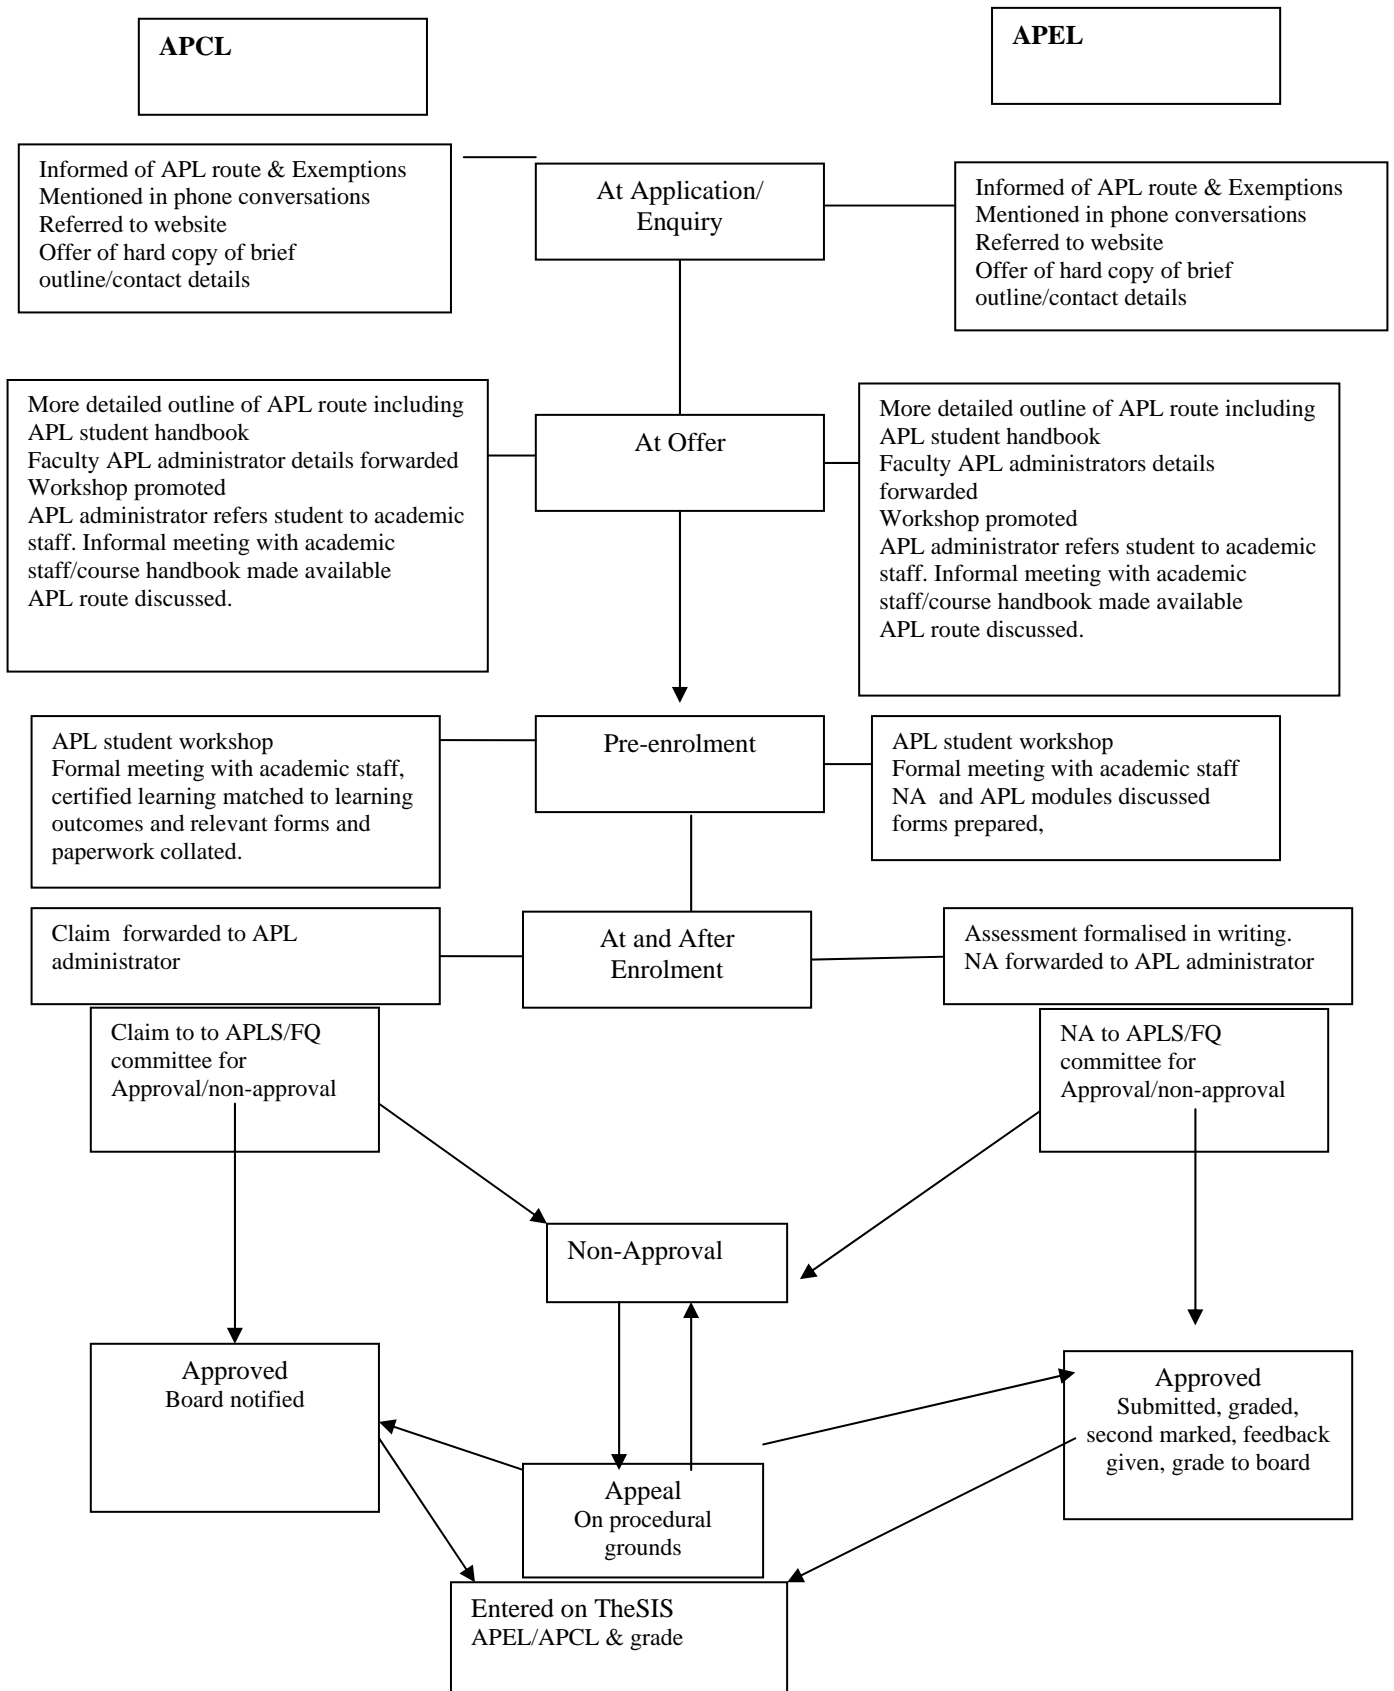 APCL
APEL
Informed of APL route & Exemptions
Mentioned in phone conversations
Referred to website
Offer of hard copy of brief
outline/contact details
At Application/
Enquiry
Informed of APL route & Exemptions
Mentioned in phone conversations
Referred to website
Offer of hard copy of brief
outline/contact details
More detailed outline of APL route including
APL student handbook
Faculty APL administrator details forwarded
Workshop promoted
APL administrator refers student to academic
staff. Informal meeting with academic
staff/course handbook made available
APL route discussed.
At Offer
More detailed outline of APL route including
APL student handbook
Faculty APL administrators details
forwarded
Workshop promoted
APL administrator refers student to academic
staff. Informal meeting with academic
staff/course handbook made available
APL route discussed.
APL student workshop
Formal meeting with academic staff,
certified learning matched to learning
outcomes and relevant forms and
paperwork collated.
Pre-enrolment
APL student workshop
Formal meeting with academic staff
NA  and APL modules discussed
forms prepared,
Claim  forwarded to APL
administrator
At and After
Enrolment
Assessment formalised in writing.
NA forwarded to APL administrator
Claim to to APLS/FQ
committee for
Approval/non-approval
NA to APLS/FQ
committee for
Approval/non-approval
Non-Approval
Approved
Board notified
Approved
Submitted, graded,
second marked, feedback
given, grade to board
Appeal
On procedural
grounds
Entered on TheSIS
APEL/APCL & grade